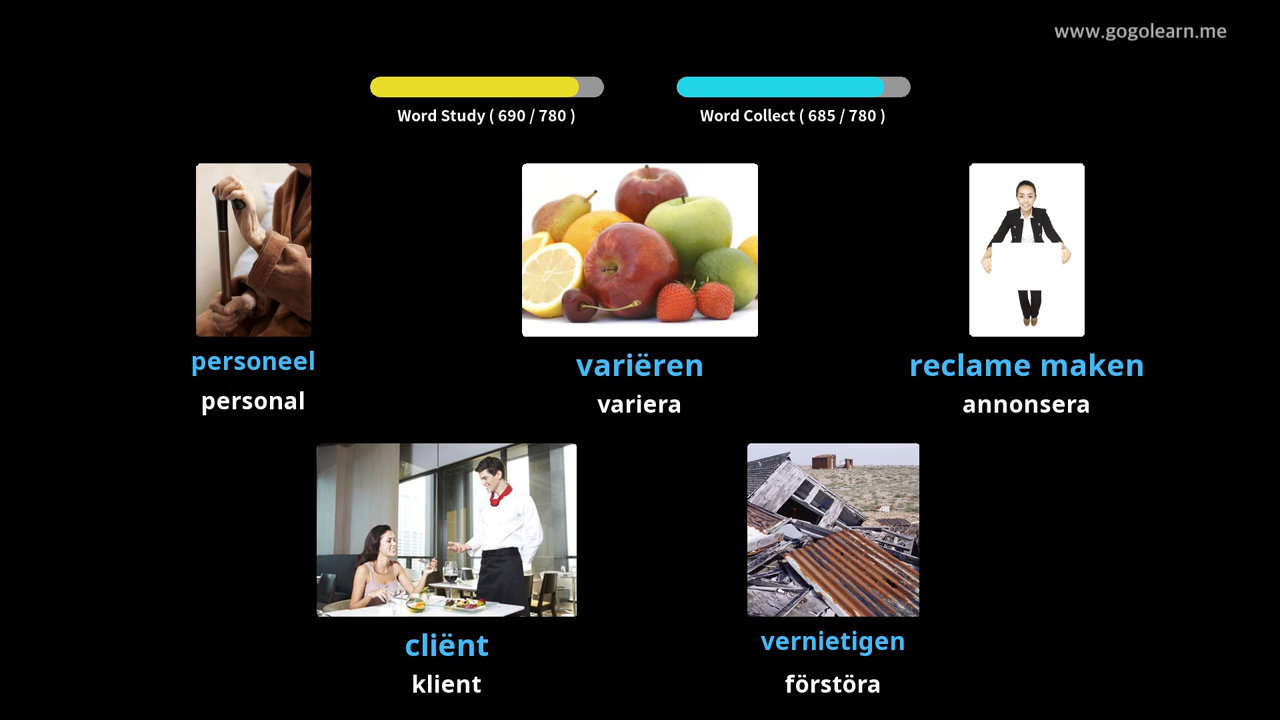 www.gogolearn.me
Word Study ( 690 / 780 )
Word Collect ( 685 / 780 )
personeel
personal
variëren
variera
reclame maken
annonsera
cliënt
klient
vernietigen
förstöra